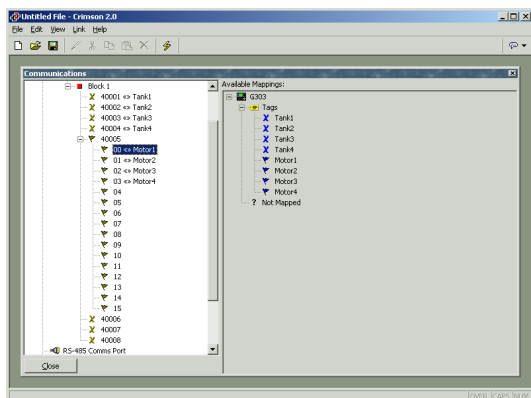 Untitled File - Crimson 2.0
File Edit View Link Help
Communications
Block 1
40001 <=> Tank1
40002 <=> Tank2
40003 <=> Tank3
40004 <=> Tank4
40005
00 <=> Motor1
01 <=> Motor2
02 <=> Motor3
03 <=> Motor4
04
05
06
07
08
09
10
11
12
13
14
15
40006
40007
40008
RS-485 Comms Port
Close
Available Mappings:
G303
Tags
Tank1
Tank2
Tank3
Tank4
Motor1
Motor2
Motor3
Motor4
? Not Mapped
OVER CAPS NUM